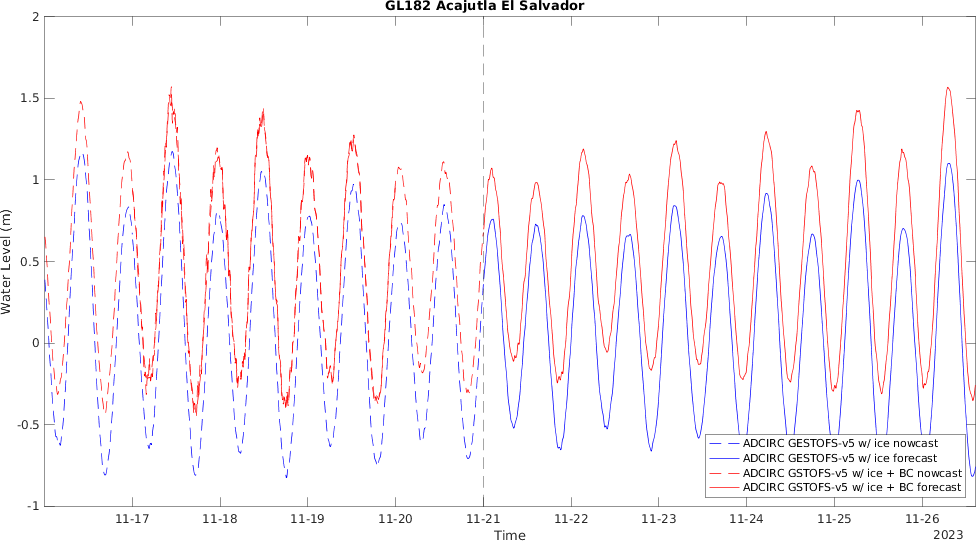 GL182 Acajutla El Salvador
Water Level (m)
2
1.5
1
0.5
0
-0.5
-1
ADCIRC GESTOFS-v5 w/ ice nowcast
ADCIRC GESTOFS-v5 w/ ice forecast
ADCIRC GSTOFS-v5 w/ ice + BC nowcast
ADCIRC GSTOFS-v5 w/ ice + BC forecast
11-17 11-18 11-19 11-20 11-21 11-22 11-23 11-24 11-25 11-26
Time
2023